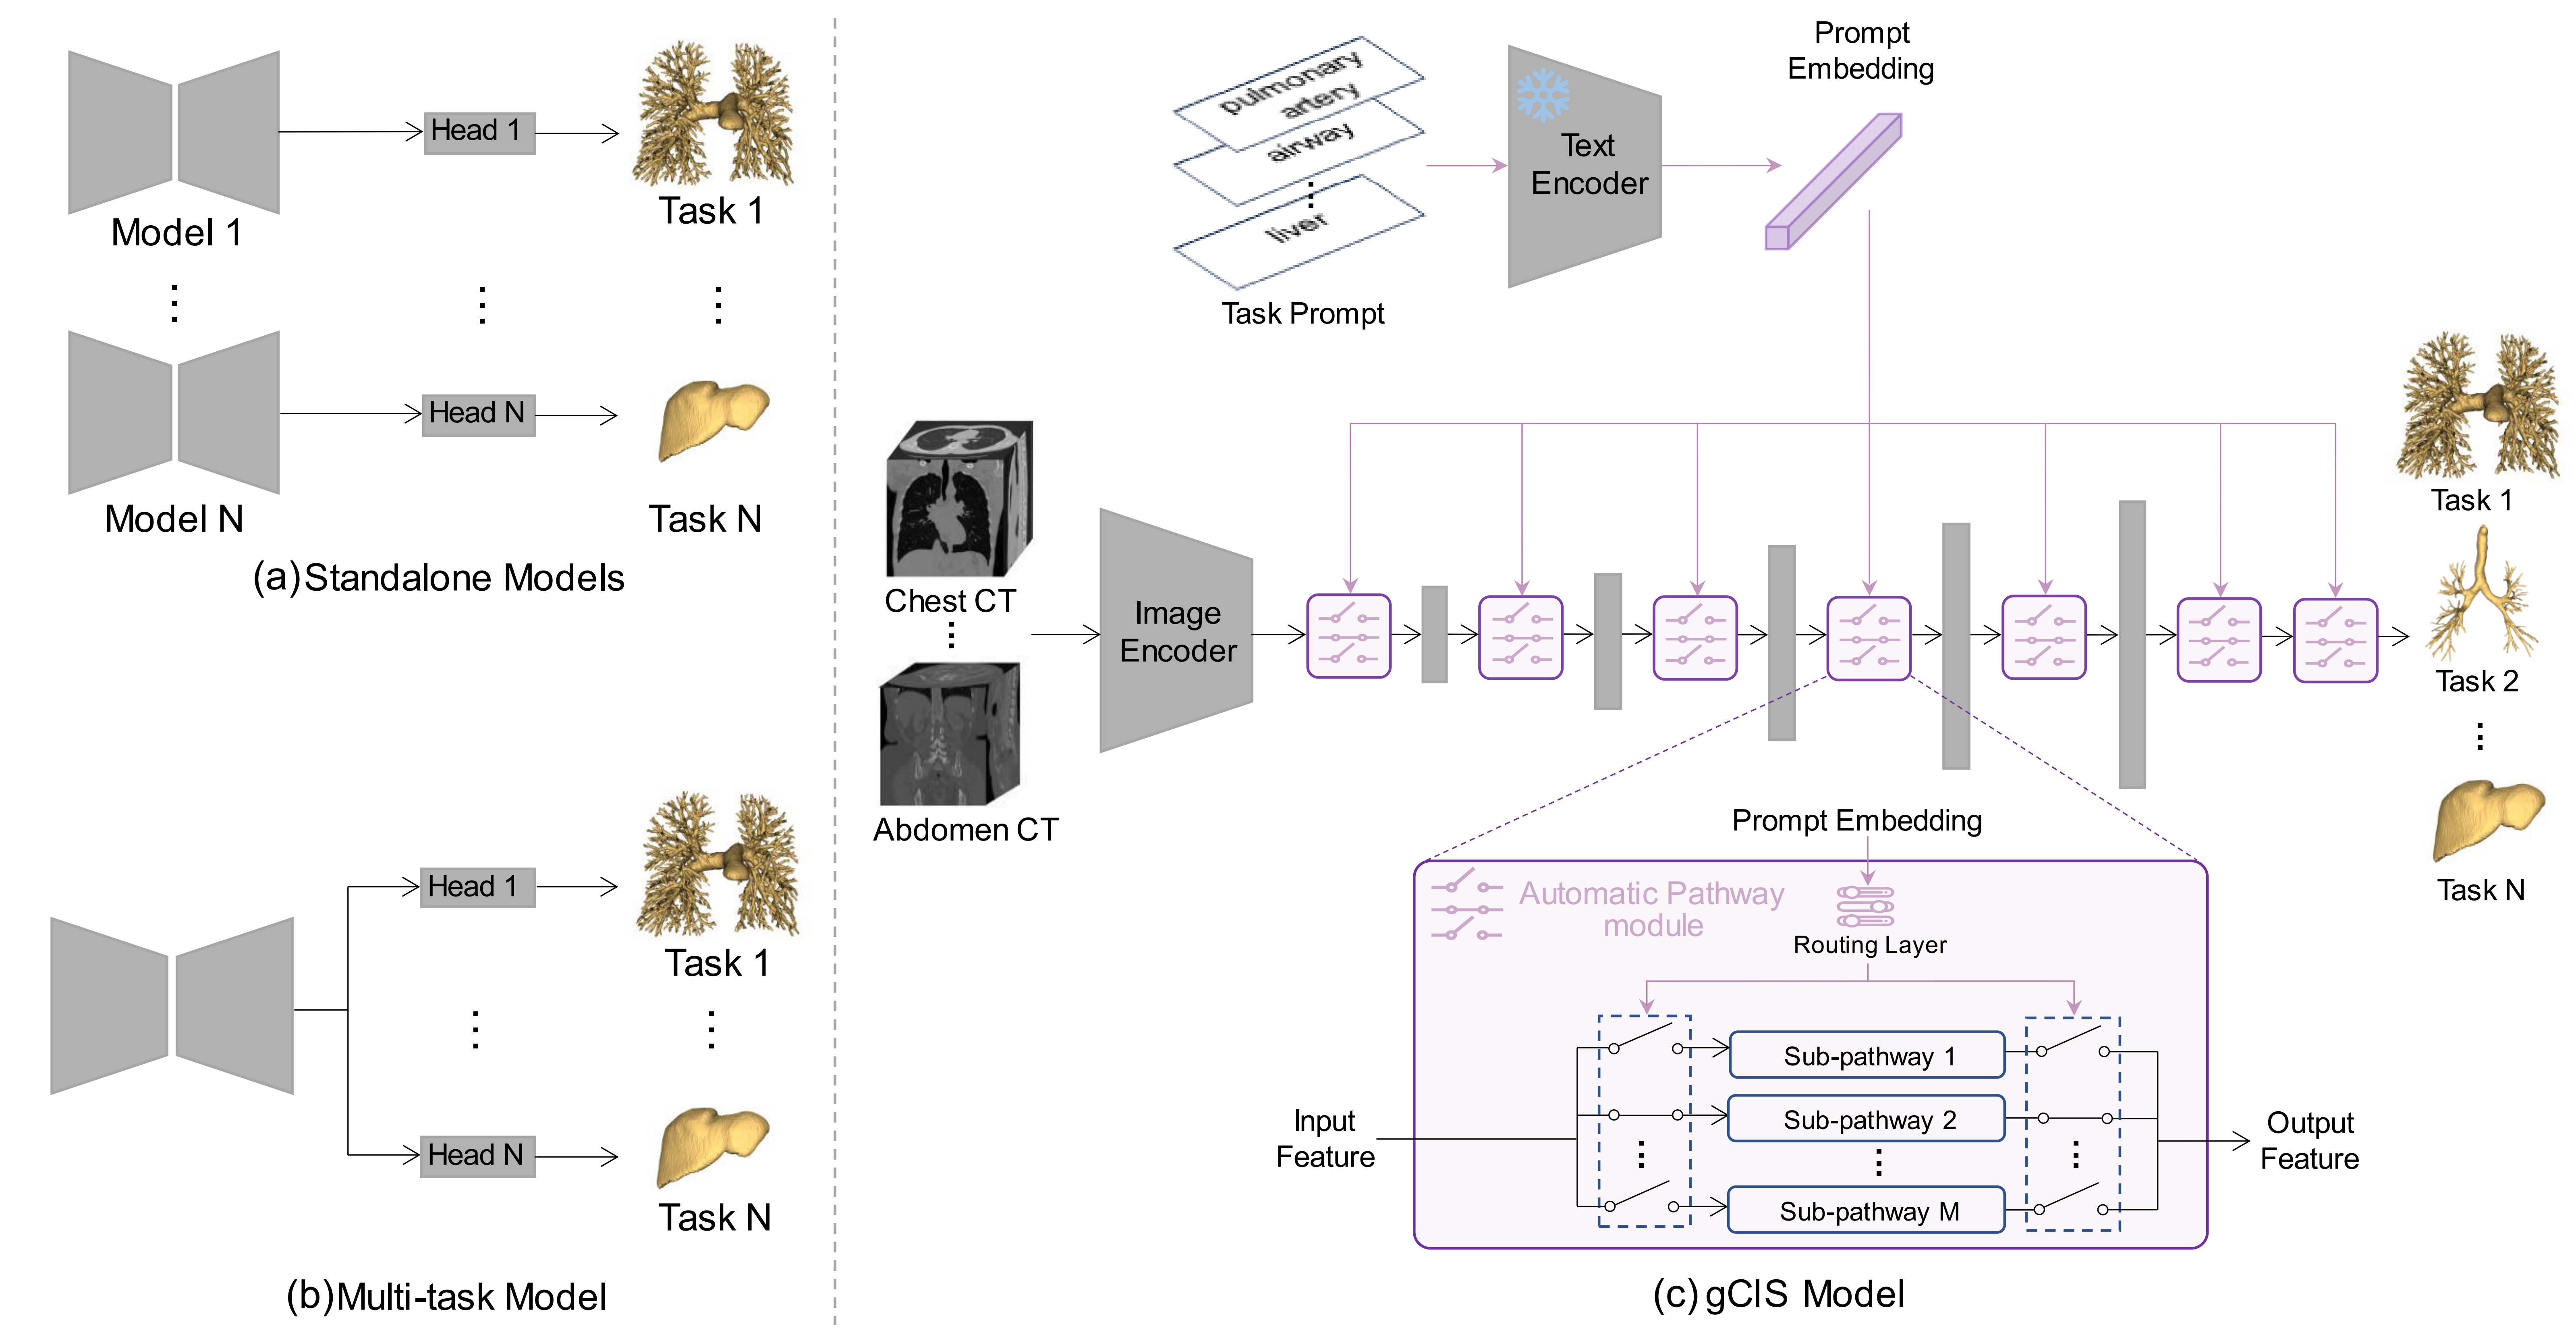 Head 1
Task 1
Model 1
Head N
Model N
Task N
(a)Standalone Models
Head 1
Task 1
Head N
Task N
(b)Multi-task Model
pulmonary
artery
airway
liver
Task Prompt
Text
Encoder
Prompt
Embedding
Chest CT
Abdomen CT
Image
Encoder
Task 1
Task 2
Task N
Prompt Embedding
Automatic Pathway
module
Routing Layer
Input
Feature
Sub-pathway 1
Sub-pathway 2
Sub-pathway M
Output
Feature
(c)gCIS Model